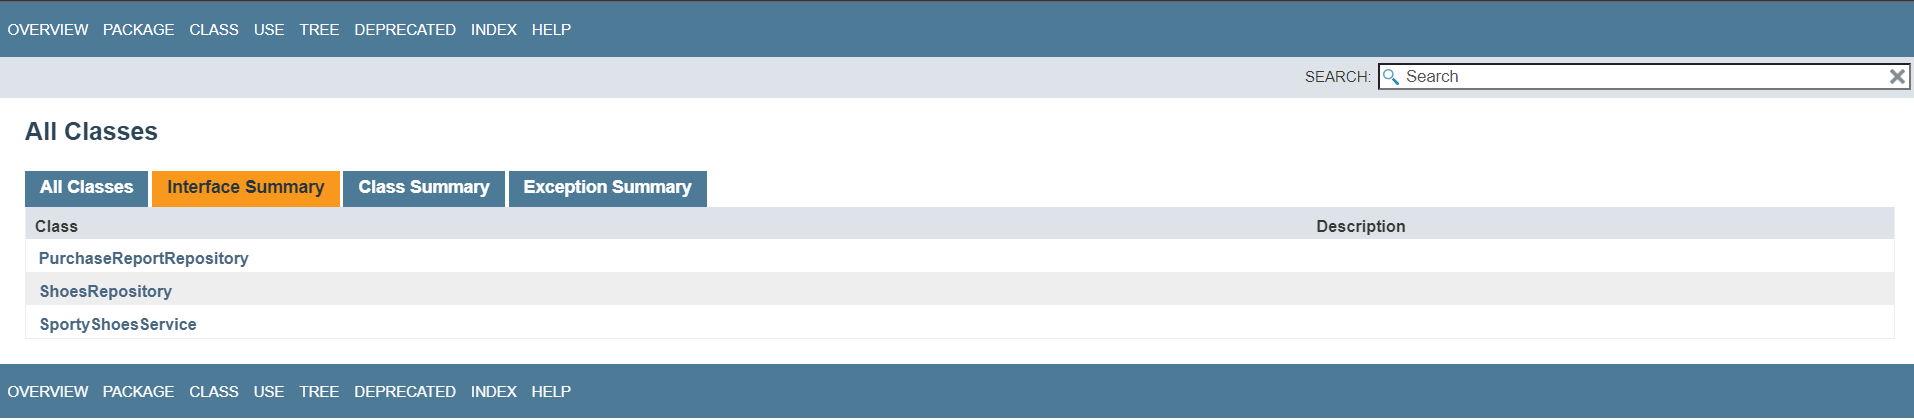 OVERVIEW PACKAGE CLASS USE TREE DEPRECATED INDEX HELP
SEARCH: Search
All Classes
All Classes Interface Summary Class Summary Exception Summary
Class Description
PurchaseReportRepository
ShoesRepository
SportyShoesService
OVERVIEW PACKAGE CLASS USE TREE DEPRECATED INDEX HELP